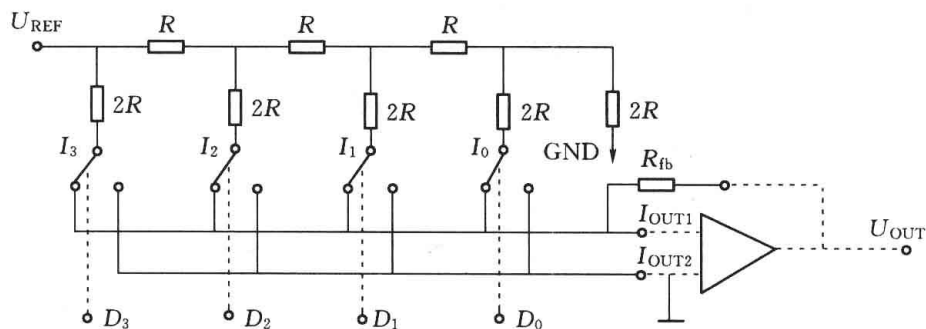 U_REF R R R
2R 2R 2R 2R 2R
I_3 I_2 I_1 I_0 GND R_fb
I_OUT1 U_OUT
I_OUT2
D_3 D_2 D_1 D_0